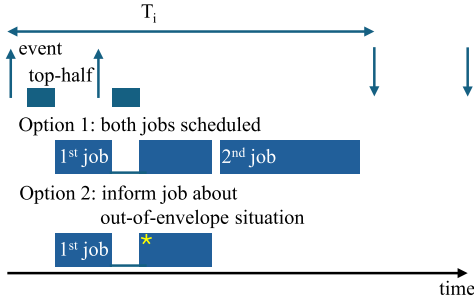 Tᵢ
event
top-half
Option 1: both jobs scheduled
1ˢᵗ job
2ⁿᵈ job
Option 2: inform job about
out-of-envelope situation
1ˢᵗ job *
time